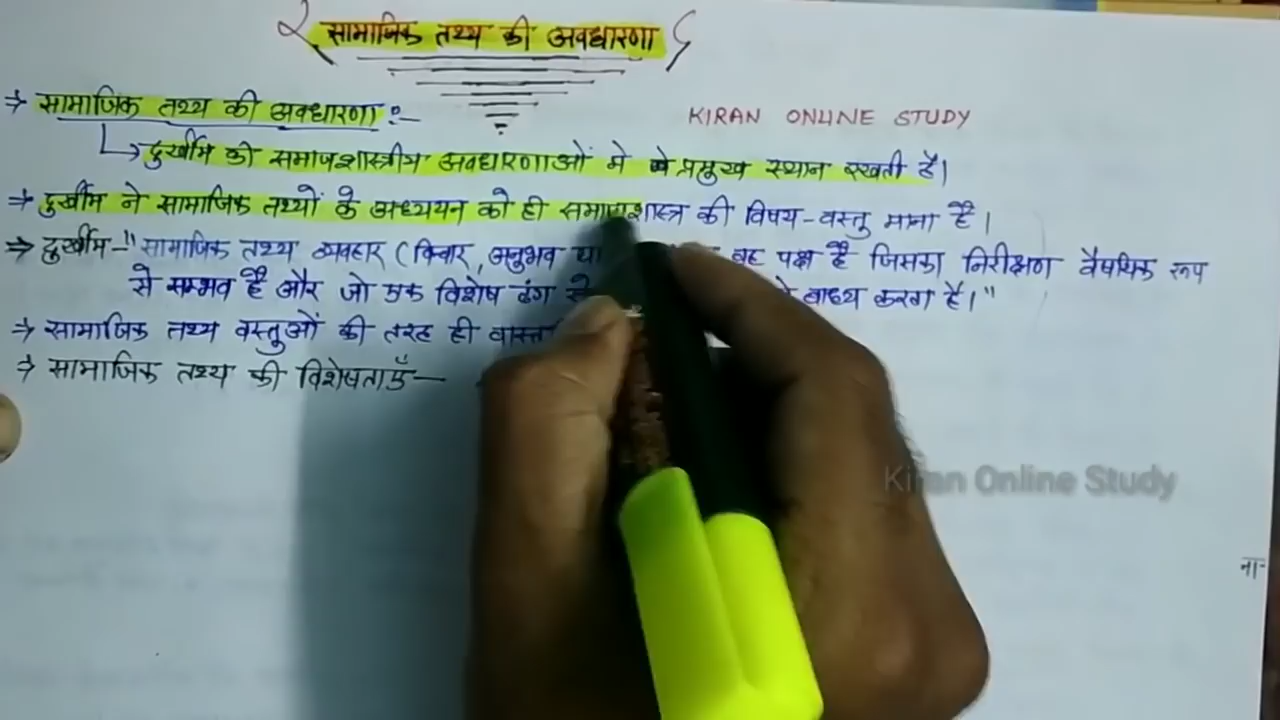 सामाजिक तथ्य की अवधारणा
⇒ सामाजिक तथ्य की अवधारणा :-
KIRAN ONLINE STUDY
↳ दुर्खीम की समाजशास्त्रीय अवधारणाओं में प्रमुख स्थान रखती है।
⇒ दुर्खीम ने सामाजिक तथ्यों के अध्ययन को ही समाजशास्त्र की विषय-वस्तु माना है।
⇒ दुर्खीम - "सामाजिक तथ्य व्यवहार (विचार, अनुभव या वह पक्ष है जिसका निरीक्षण वैषयिक रूप
से सम्भव है और जो एक विशेष ढंग से बाध्य करता है।"
⇒ सामाजिक तथ्य वस्तुओं की तरह ही
⇒ सामाजिक तथ्य की विशेषताएँ—
Kiran Online Study